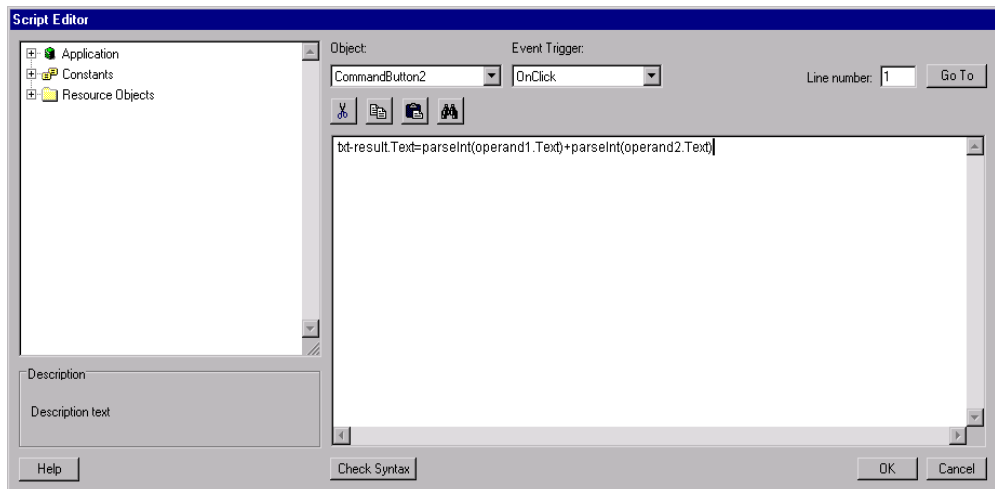 Script Editor
Application
Constants
Resource Objects
Object:
Event Trigger:
CommandButton2
OnClick
Line number: 1
Go To
txt-result.Text=parseInt(operand1.Text)+parseInt(operand2.Text)
Description
Description text
Help
Check Syntax
OK
Cancel